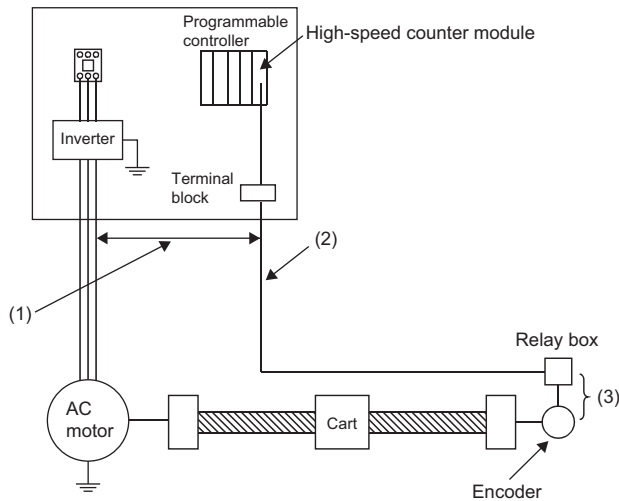 Programmable
controller
High-speed counter module
Inverter
Terminal
block
(1)
(2)
Relay box
(3)
AC
motor
Cart
Encoder